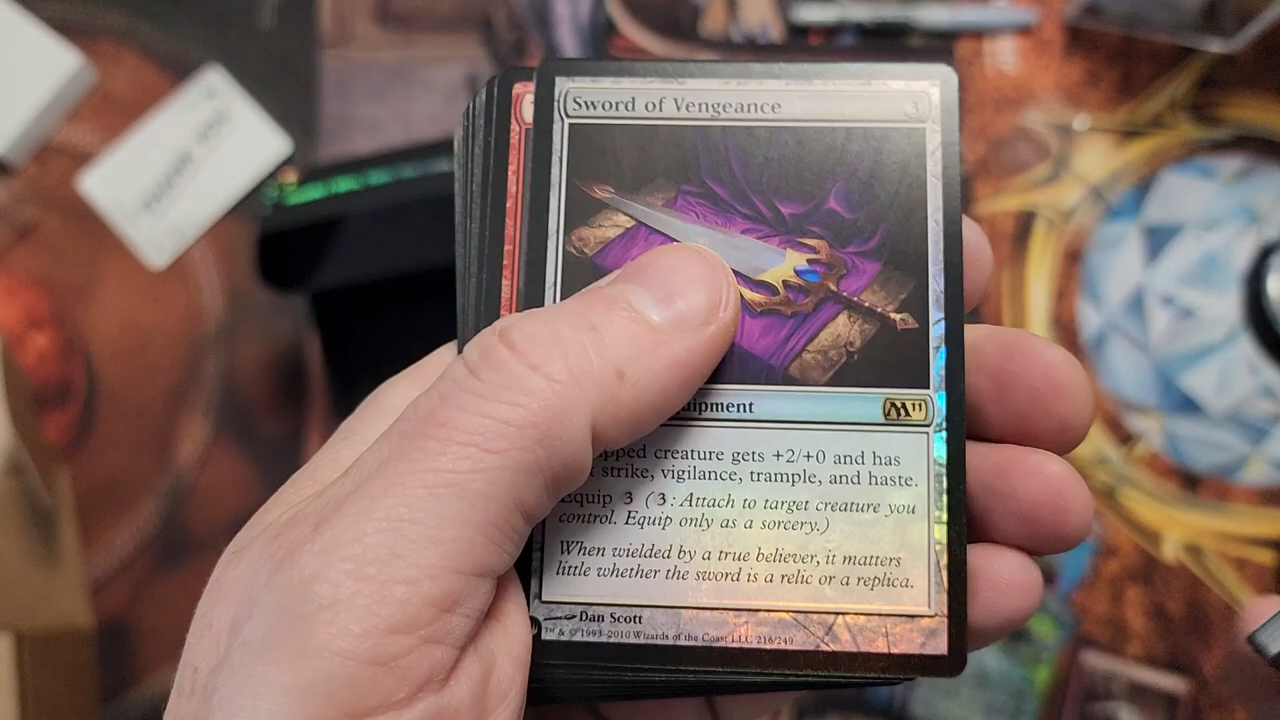 Sword of Vengeance 3
uipment M11
pped creature gets +2/+0 and has
strike, vigilance, trample, and haste.
Equip 3 (3: Attach to target creature you
control. Equip only as a sorcery.)
When wielded by a true believer, it matters
little whether the sword is a relic or a replica.
Dan Scott
™ & © 1993-2010 Wizards of the Coast LLC 216/249